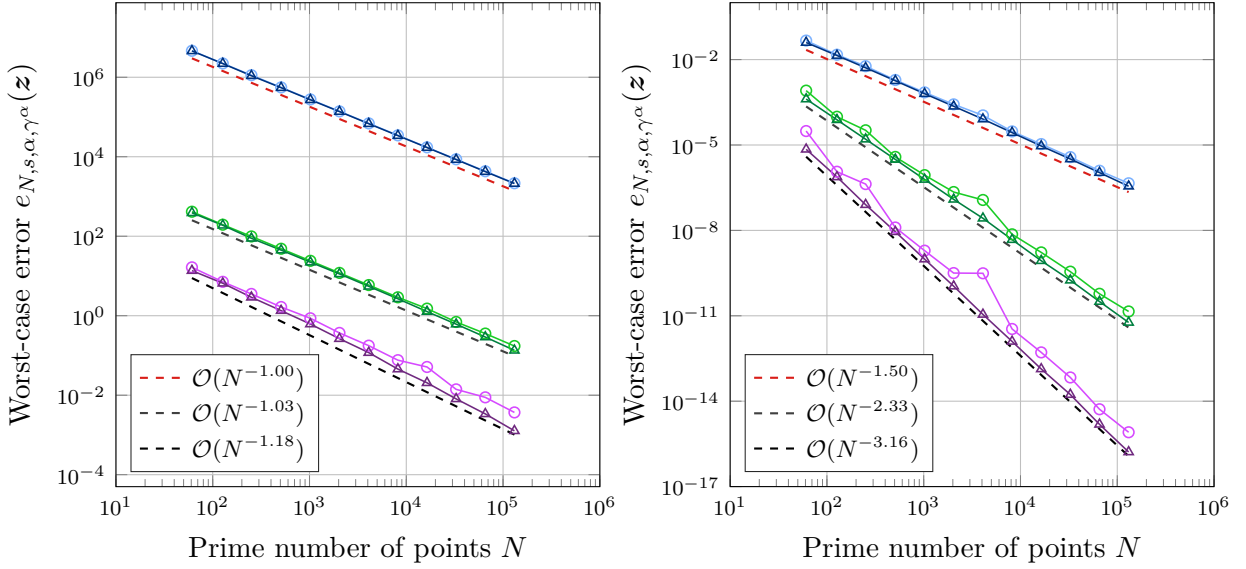 Worst-case error e_{N,s,α,γ^α}(z)
10^6
10^4
10^2
10^0
10^{−2}
10^{−4}
O(N^{−1.00})
O(N^{−1.03})
O(N^{−1.18})
10^1 10^2 10^3 10^4 10^5 10^6
Prime number of points N
Worst-case error e_{N,s,α,γ^α}(z)
10^{−2}
10^{−5}
10^{−8}
10^{−11}
10^{−14}
10^{−17}
O(N^{−1.50})
O(N^{−2.33})
O(N^{−3.16})
10^1 10^2 10^3 10^4 10^5 10^6
Prime number of points N